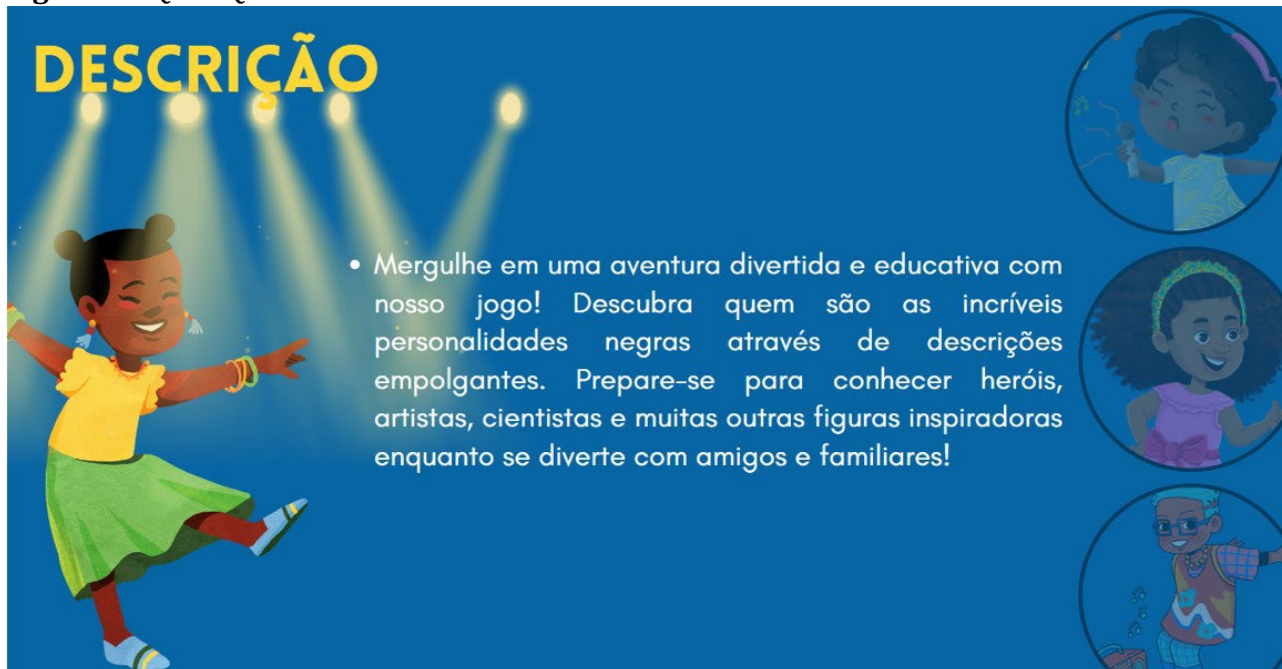 DESCRIÇÃO
• Mergulhe em uma aventura divertida e educativa com
nosso jogo! Descubra quem são as incríveis
personalidades negras através de descrições
empolgantes. Prepare-se para conhecer heróis,
artistas, cientistas e muitas outras figuras inspiradoras
enquanto se diverte com amigos e familiares!